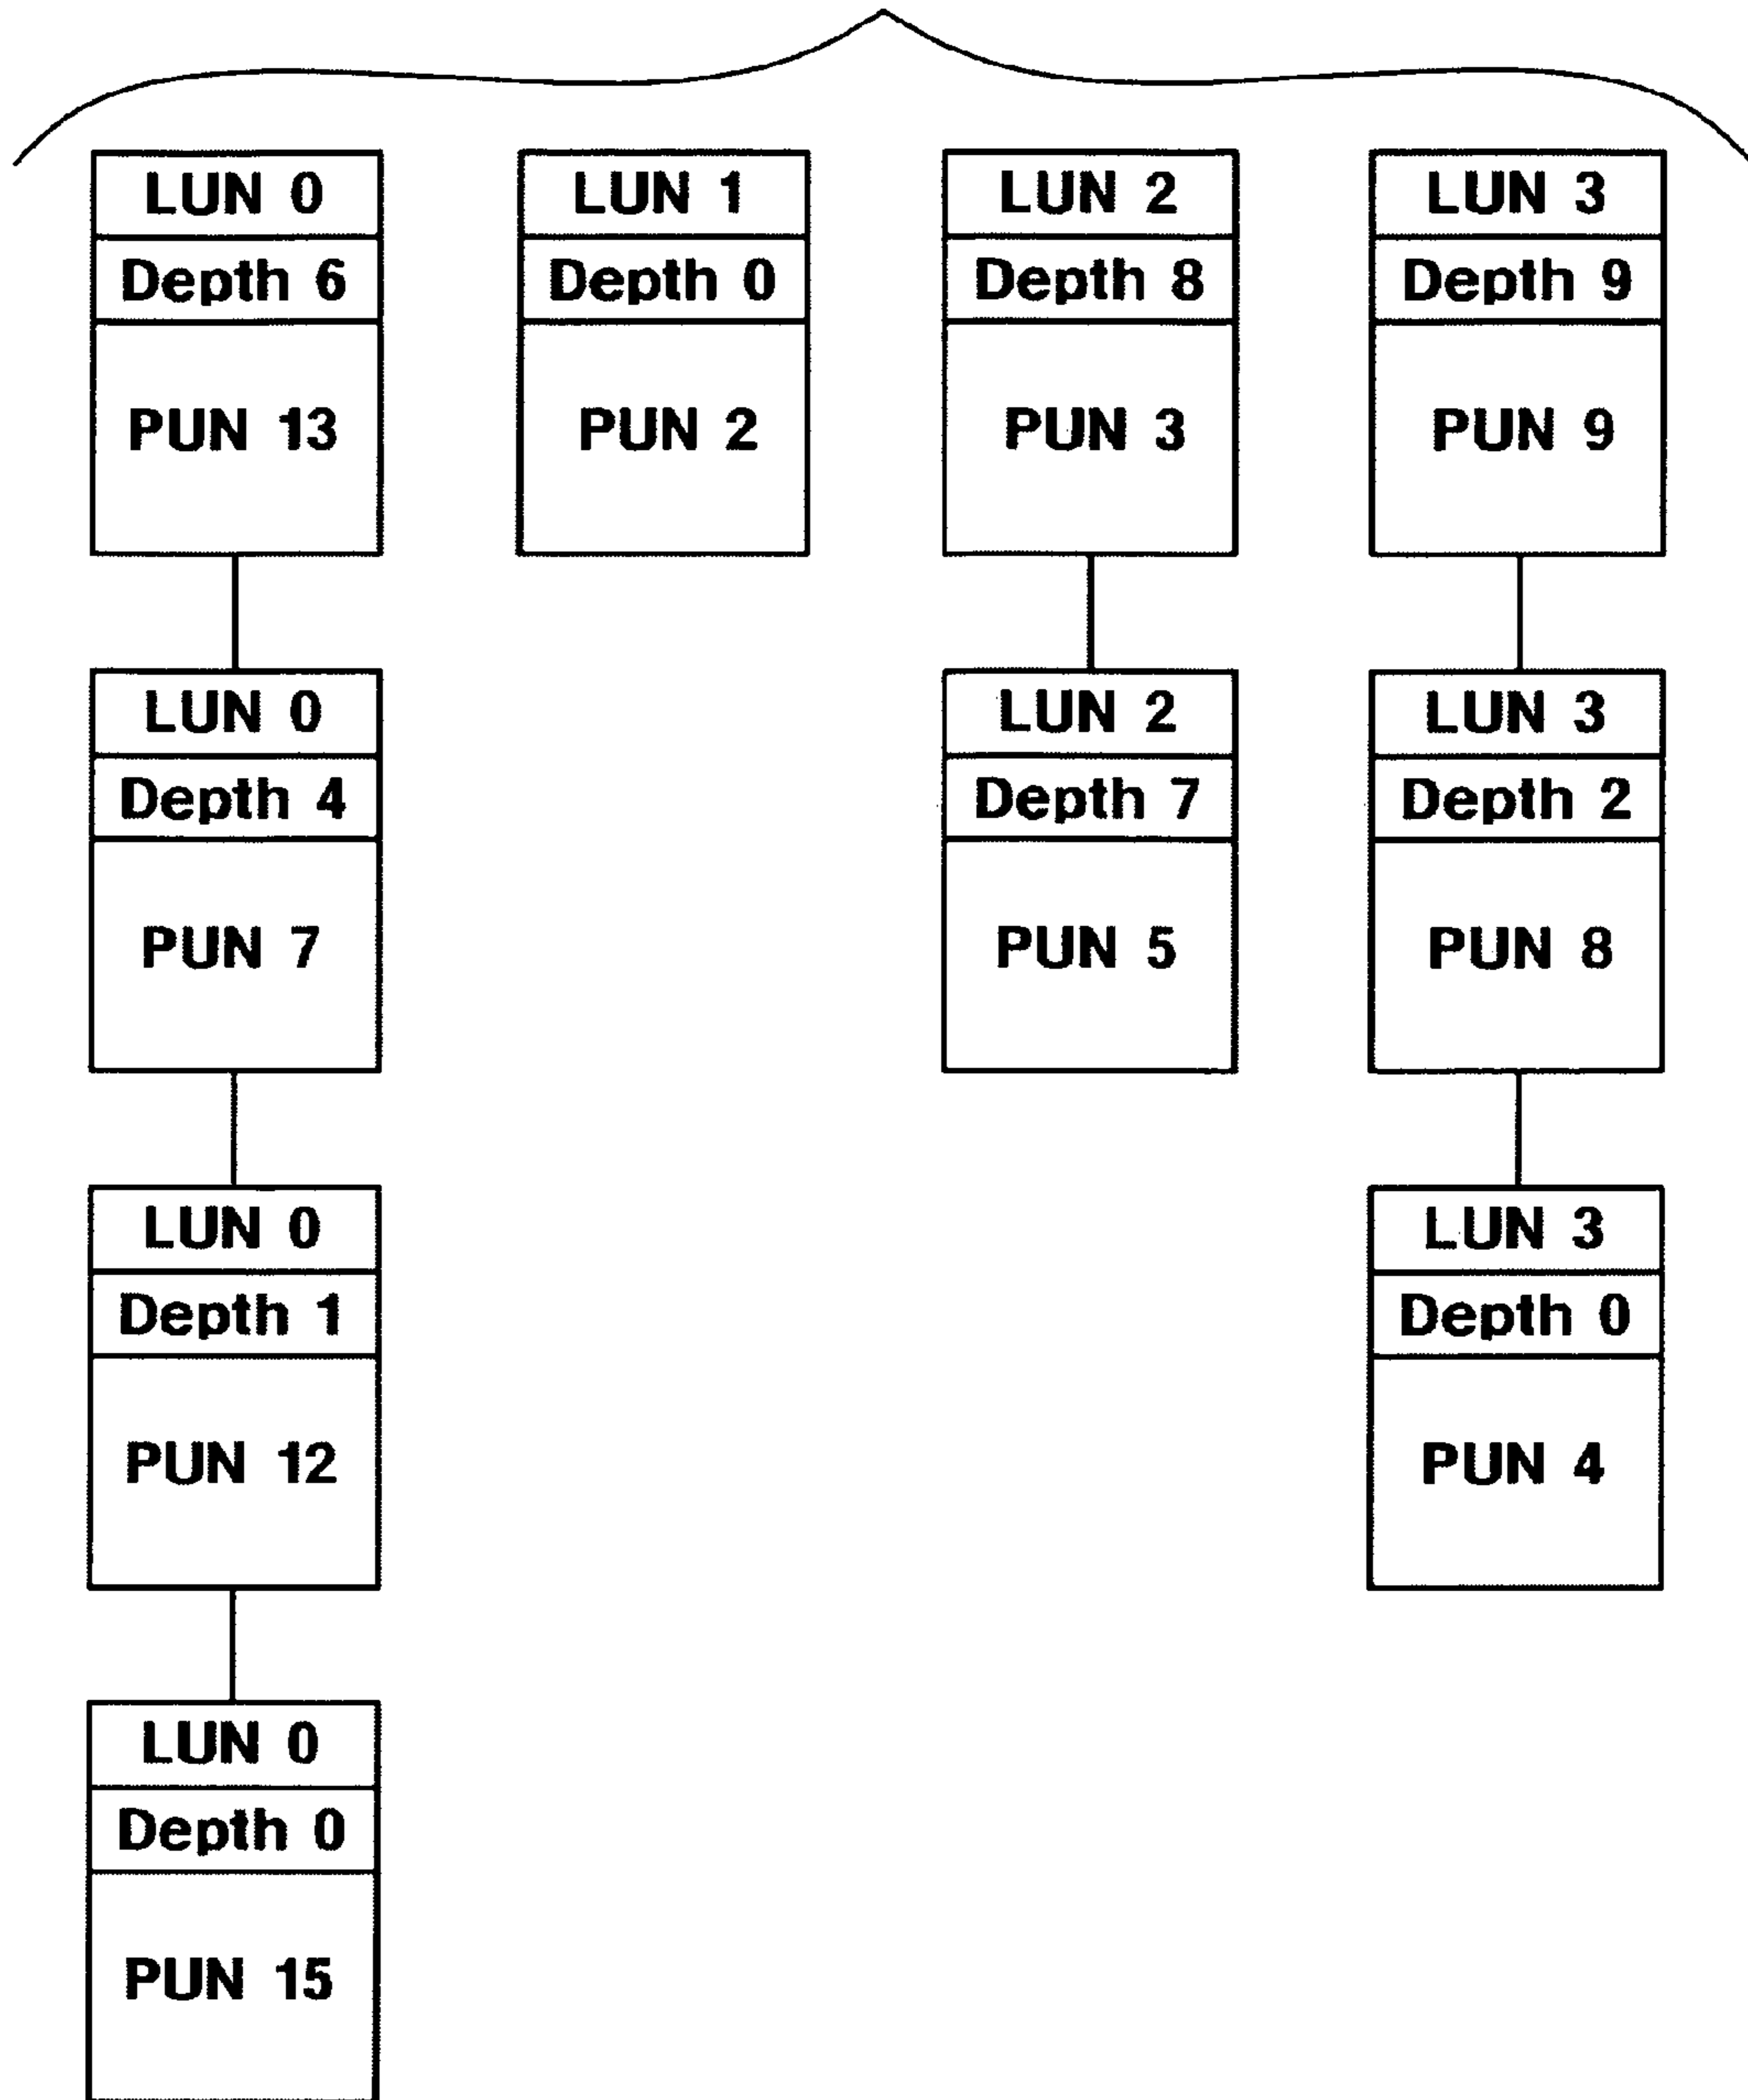 LUN 0
Depth 6
PUN 13
LUN 1
Depth 0
PUN 2
LUN 2
Depth 8
PUN 3
LUN 3
Depth 9
PUN 9
LUN 0
Depth 4
PUN 7
LUN 2
Depth 7
PUN 5
LUN 3
Depth 2
PUN 8
LUN 0
Depth 1
PUN 12
LUN 3
Depth 0
PUN 4
LUN 0
Depth 0
PUN 15